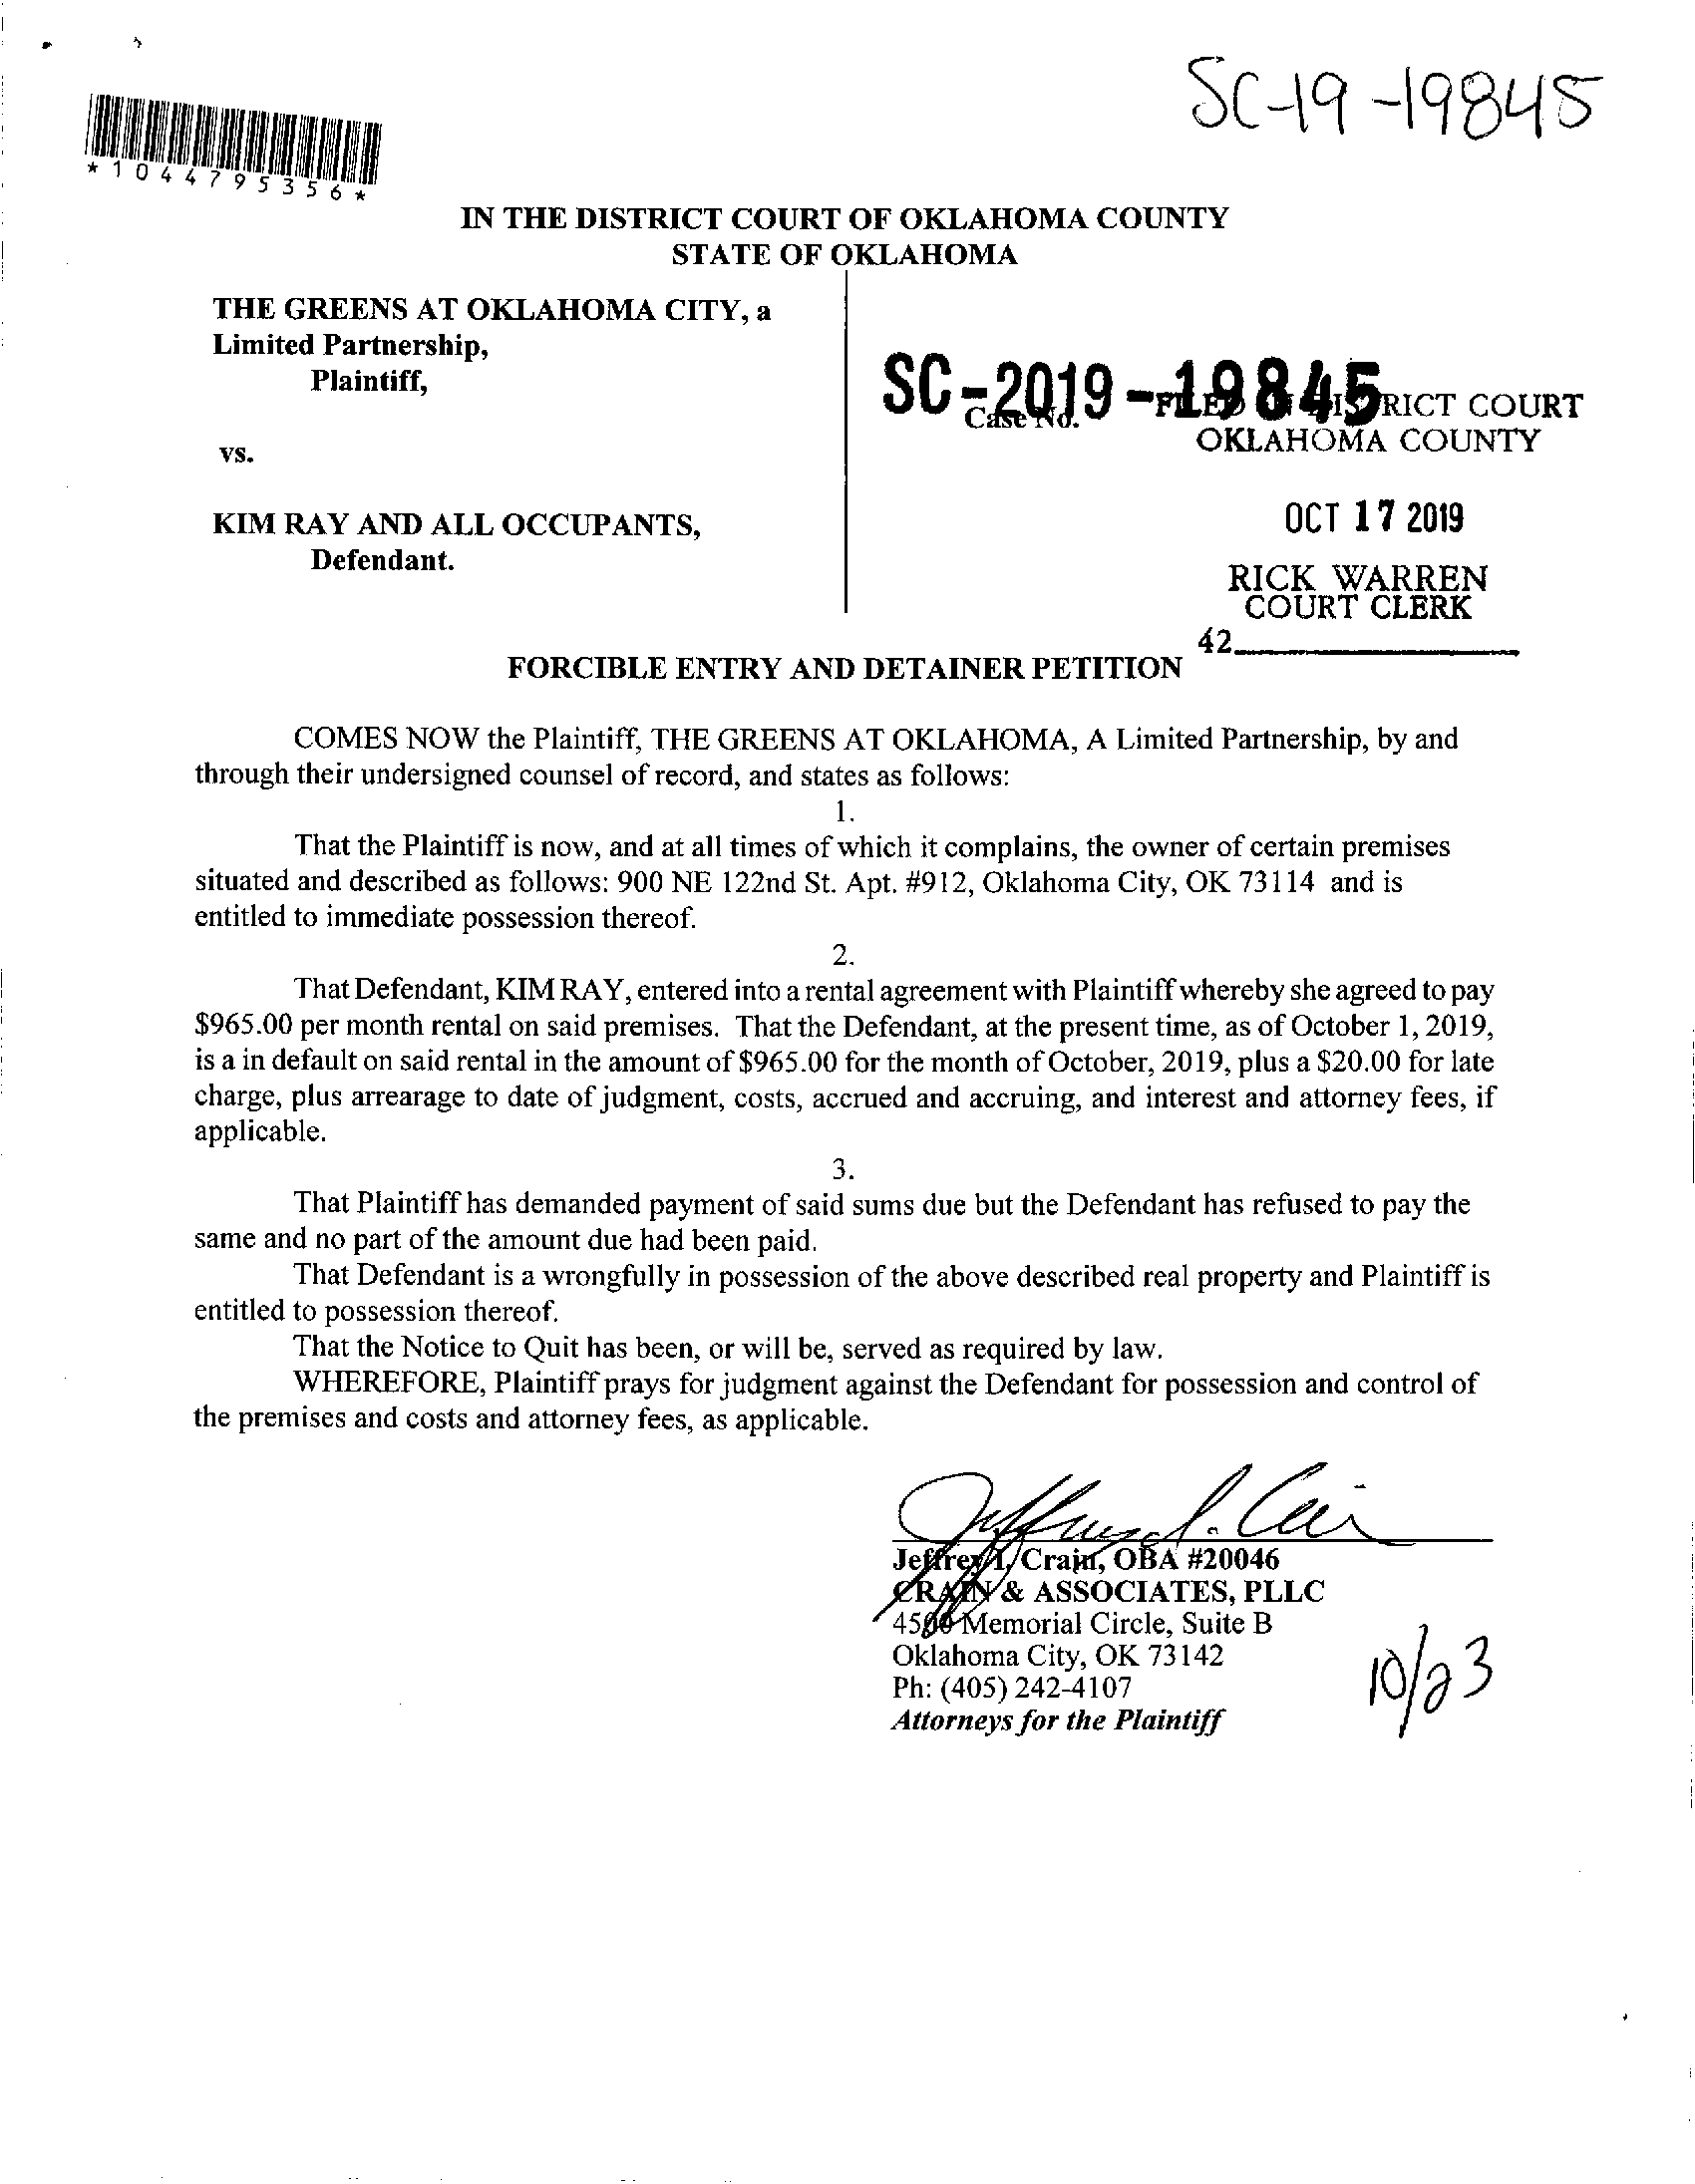 SC-19-19845
*1044795356*
IN THE DISTRICT COURT OF OKLAHOMA COUNTY
STATE OF OKLAHOMA
THE GREENS AT OKLAHOMA CITY, a
Limited Partnership,
Plaintiff,
SC-2019-19845
Case No.
FILED IN DISTRICT COURT
OKLAHOMA COUNTY
vs.
OCT 17 2019
KIM RAY AND ALL OCCUPANTS,
Defendant.
RICK WARREN
COURT CLERK
42
FORCIBLE ENTRY AND DETAINER PETITION
COMES NOW the Plaintiff, THE GREENS AT OKLAHOMA, A Limited Partnership, by and
through their undersigned counsel of record, and states as follows:
1.
That the Plaintiff is now, and at all times of which it complains, the owner of certain premises
situated and described as follows: 900 NE 122nd St. Apt. #912, Oklahoma City, OK 73114 and is
entitled to immediate possession thereof.
2.
That Defendant, KIM RAY, entered into a rental agreement with Plaintiff whereby she agreed to pay
$965.00 per month rental on said premises. That the Defendant, at the present time, as of October 1, 2019,
is a in default on said rental in the amount of $965.00 for the month of October, 2019, plus a $20.00 for late
charge, plus arrearage to date of judgment, costs, accrued and accruing, and interest and attorney fees, if
applicable.
3.
That Plaintiff has demanded payment of said sums due but the Defendant has refused to pay the
same and no part of the amount due had been paid.
That Defendant is a wrongfully in possession of the above described real property and Plaintiff is
entitled to possession thereof.
That the Notice to Quit has been, or will be, served as required by law.
WHEREFORE, Plaintiff prays for judgment against the Defendant for possession and control of
the premises and costs and attorney fees, as applicable.
Jeffrey Crain, OBA #20046
CRAIN & ASSOCIATES, PLLC
Memorial Circle, Suite B
Oklahoma City, OK 73142
Ph: (405) 242-4107
Attorneys for the Plaintiff
10/23